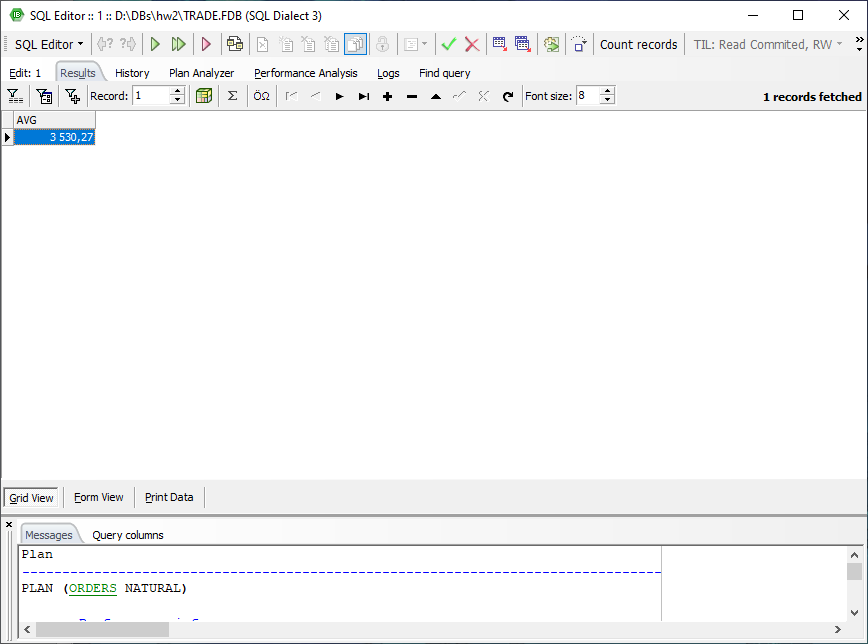 SQL Editor :: 1 :: D:\DBs\hw2\TRADE.FDB (SQL Dialect 3)
SQL Editor Count records TIL: Read Commited, RW
Edit: 1 Results History Plan Analyzer Performance Analysis Logs Find query
Record: 1 Σ ÖΩ Font size: 8 1 records fetched
AVG
3 530,27
Grid View Form View Print Data
Messages Query columns
Plan
--------------------------------------------------------------------------------
PLAN (ORDERS NATURAL)